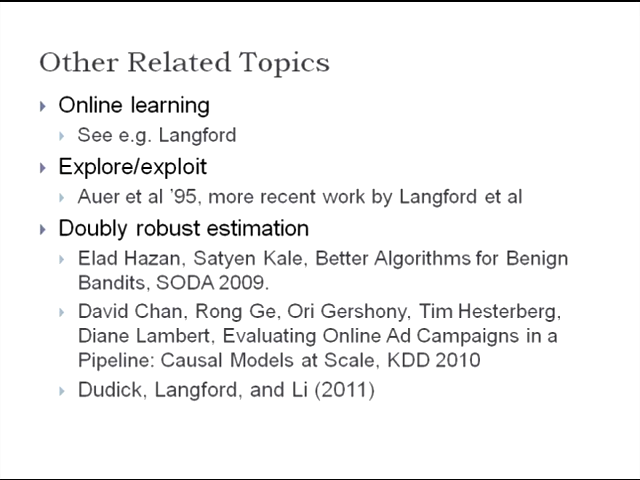 Other Related Topics
Online learning
See e.g. Langford
Explore/exploit
Auer et al '95, more recent work by Langford et al
Doubly robust estimation
Elad Hazan, Satyen Kale, Better Algorithms for Benign
Bandits, SODA 2009.
David Chan, Rong Ge, Ori Gershony, Tim Hesterberg,
Diane Lambert, Evaluating Online Ad Campaigns in a
Pipeline: Causal Models at Scale, KDD 2010
Dudick, Langford, and Li (2011)